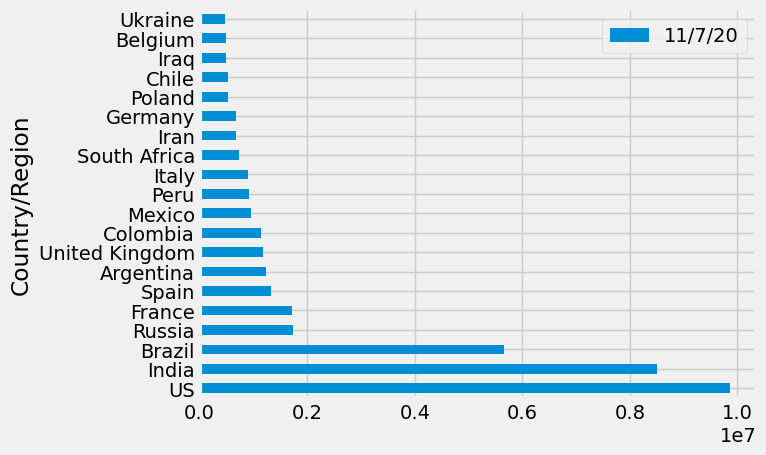 Ukraine
Belgium
Iraq
Chile
Poland
Germany
Iran
South Africa
Italy
Peru
Mexico
Colombia
United Kingdom
Argentina
Spain
France
Russia
Brazil
India
US
Country/Region
11/7/20
0.0 0.2 0.4 0.6 0.8 1.0
1e7